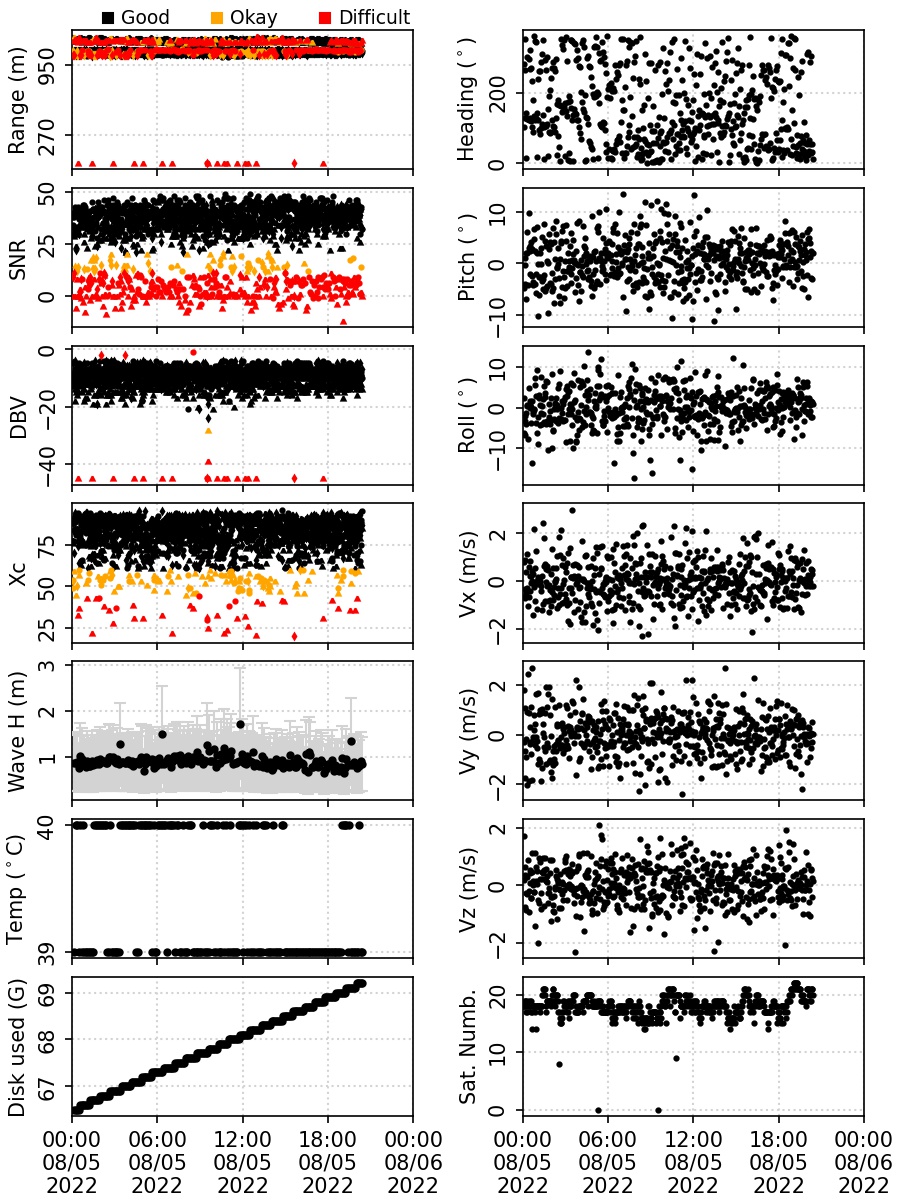 Good Okay Difficult
Range (m)
950
270
Heading (°)
200
0
SNR
50
25
0
Pitch (°)
10
0
−10
DBV
0
−20
−40
Roll (°)
10
0
−10
Xc
75
50
25
Vx (m/s)
2
0
−2
Wave H (m)
3
2
1
Vy (m/s)
2
0
−2
Temp (°C)
40
39
Vz (m/s)
2
0
−2
Disk used (G)
69
68
67
Sat. Numb.
20
10
0
00:00 06:00 12:00 18:00 00:00
08/05 08/05 08/05 08/05 08/06
2022 2022 2022 2022 2022
00:00 06:00 12:00 18:00 00:00
08/05 08/05 08/05 08/05 08/06
2022 2022 2022 2022 2022